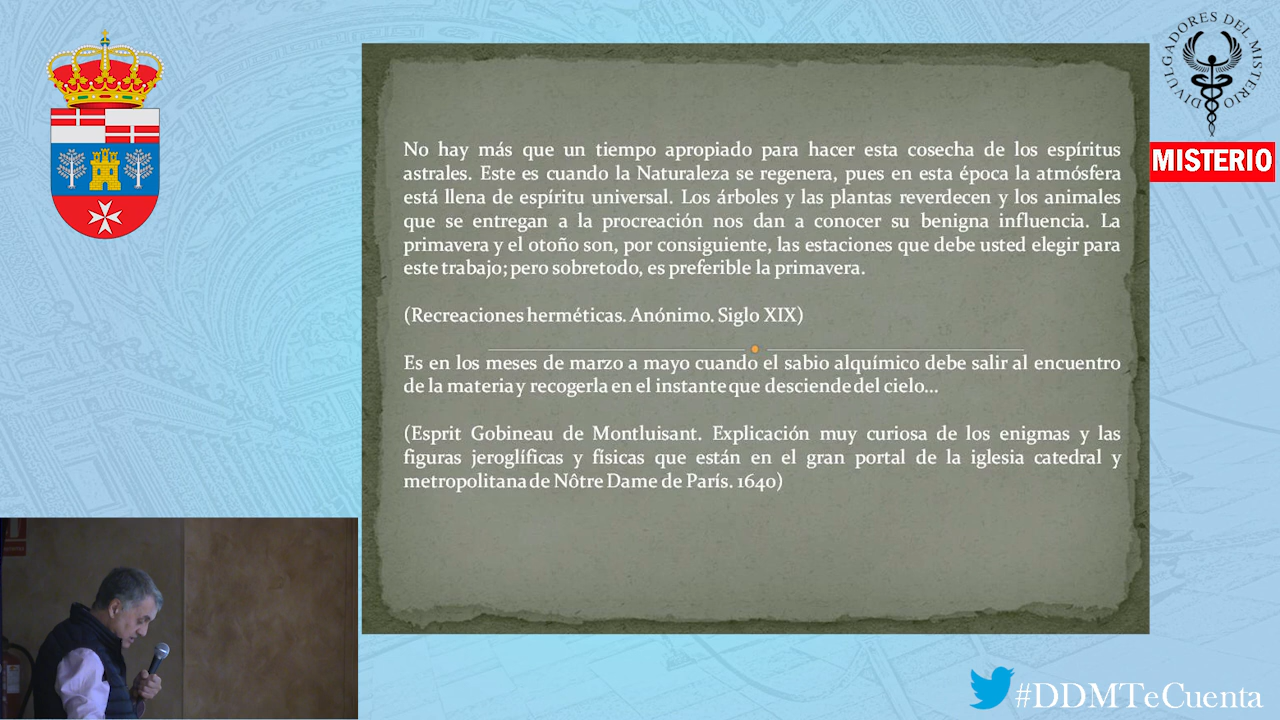 DIVULGADORES DEL MISTERIO
MISTERIO
No hay más que un tiempo apropiado para hacer esta cosecha de los espíritus
astrales. Este es cuando la Naturaleza se regenera, pues en esta época la atmósfera
está llena de espíritu universal. Los árboles y las plantas reverdecen y los animales
que se entregan a la procreación nos dan a conocer su benigna influencia. La
primavera y el otoño son, por consiguiente, las estaciones que debe usted elegir para
este trabajo; pero sobretodo, es preferible la primavera.
(Recreaciones herméticas. Anónimo. Siglo XIX)
Es en los meses de marzo a mayo cuando el sabio alquímico debe salir al encuentro
de la materia y recogerla en el instante que desciende del cielo...
(Esprit Gobineau de Montluisant. Explicación muy curiosa de los enigmas y las
figuras jeroglíficas y físicas que están en el gran portal de la iglesia catedral y
metropolitana de Nôtre Dame de París. 1640)
#DDMTeCuenta